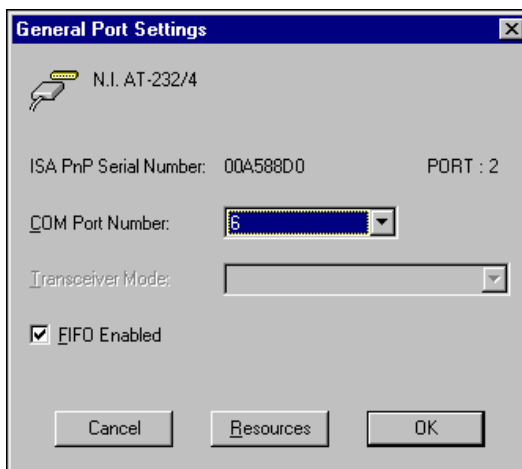 General Port Settings
N.I. AT-232/4
ISA PnP Serial Number: 00A588D0 PORT : 2
COM Port Number: 6
Transceiver Mode:
FIFO Enabled
Cancel Resources OK